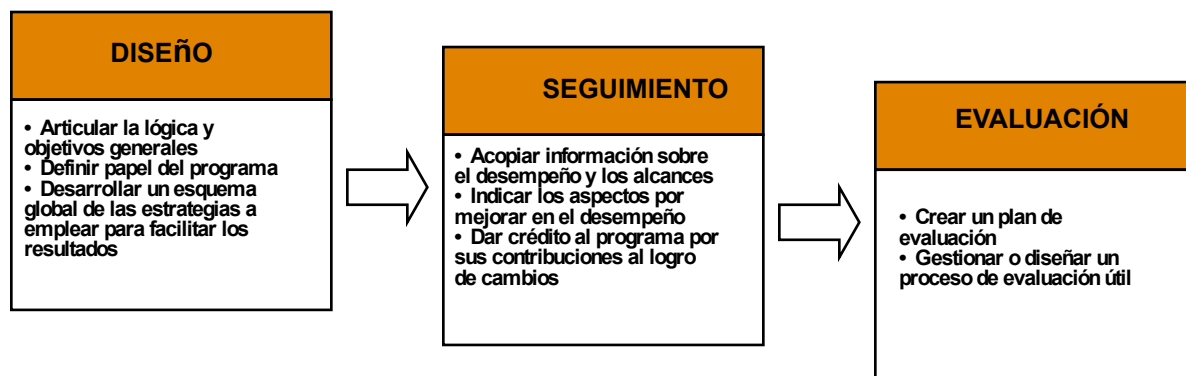 DISEñO
• Articular la lógica y
objetivos generales
• Definir papel del programa
• Desarrollar un esquema
global de las estrategias a
emplear para facilitar los
resultados
SEGUIMIENTO
• Acopiar información sobre
el desempeño y los alcances
• Indicar los aspectos por
mejorar en el desempeño
• Dar crédito al programa por
sus contribuciones al logro
de cambios
EVALUACIÓN
• Crear un plan de
evaluación
• Gestionar o diseñar un
proceso de evaluación útil